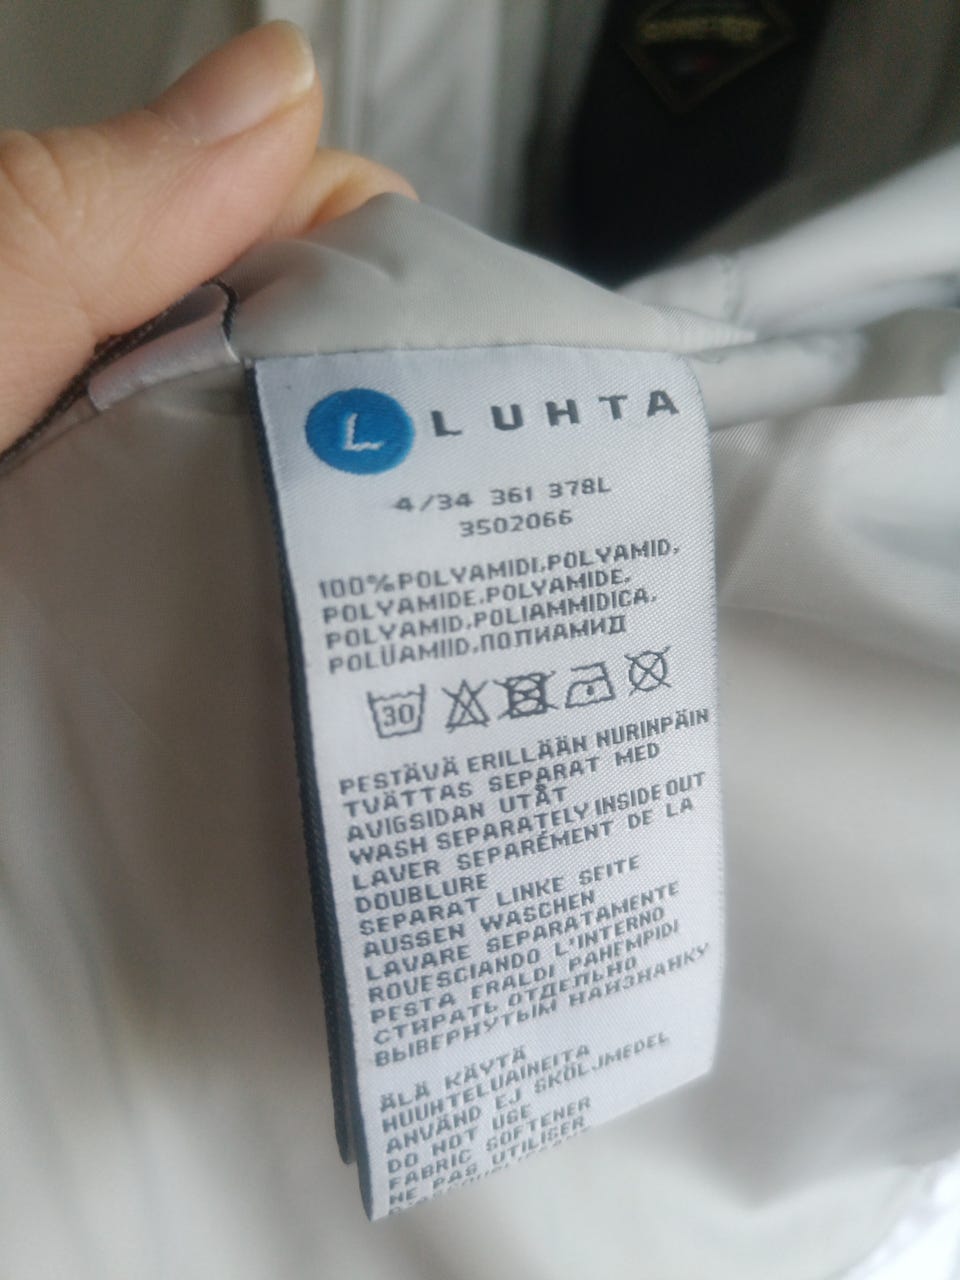 L LUHTA
4/34 361 378L
3502066
100% POLYAMIDI, POLYAMID,
POLYAMIDE, POLYAMIDE,
POLYAMID, POLIAMMIDICA,
POLÜAMIID, ПОЛИАМИД
30
PESTÄVÄ ERILLÄÄN NURINPÄIN
TVÄTTAS SEPARAT MED
AVIGSIDAN UTÅT
WASH SEPARATELY INSIDE OUT
LAVER SEPARÉMENT DE LA
DOUBLURE
SEPARAT LINKE SEITE
AUSSEN WASCHEN
LAVARE SEPARATAMENTE
ROVESCIANDO L'INTERNO
PESTA ERALDI PAHEMPIDI
СТИРАТЬ ОТДЕЛЬНО
ВЫВЕРНУТЫМ НАИЗНАНКУ
ÄLÄ KÄYTÄ
HUUHTELUAINEITA
ANVÄND EJ SKÖLJMEDEL
DO NOT USE
FABRIC SOFTENER
NE PAS UTILISER